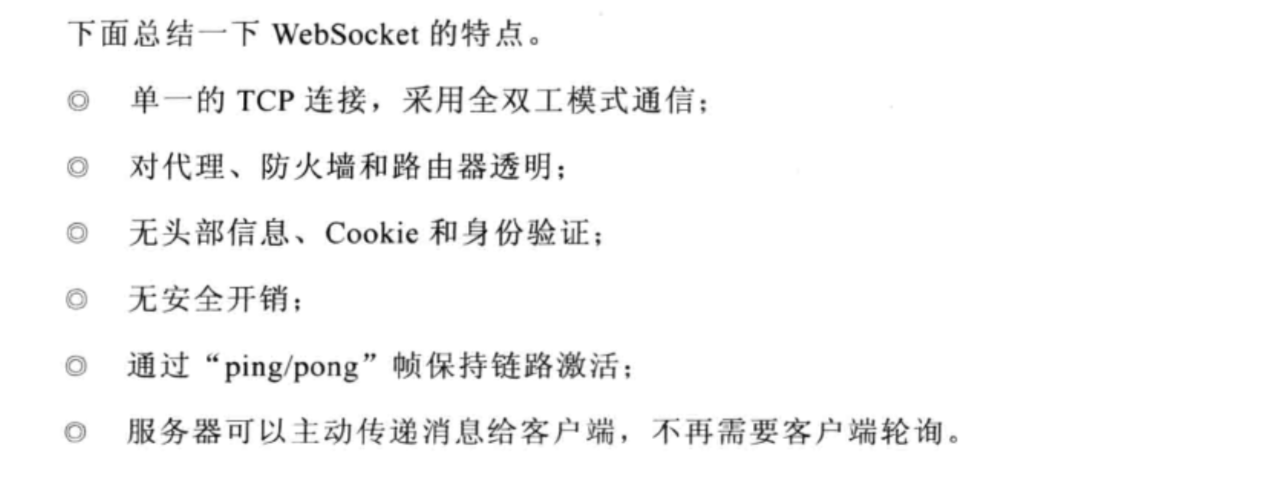 下面总结一下 WebSocket 的特点。
◎ 单一的 TCP 连接，采用全双工模式通信；
◎ 对代理、防火墙和路由器透明；
◎ 无头部信息、Cookie 和身份验证；
◎ 无安全开销；
◎ 通过“ping/pong”帧保持链路激活；
◎ 服务器可以主动传递消息给客户端，不再需要客户端轮询。